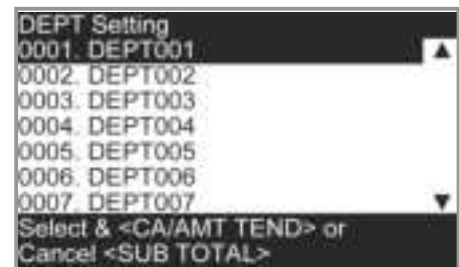 DEPT Setting
0001. DEPT001
0002. DEPT002
0003. DEPT003
0004. DEPT004
0005. DEPT005
0006. DEPT006
0007. DEPT007
Select & <CA/AMT TEND> or
Cancel <SUB TOTAL>